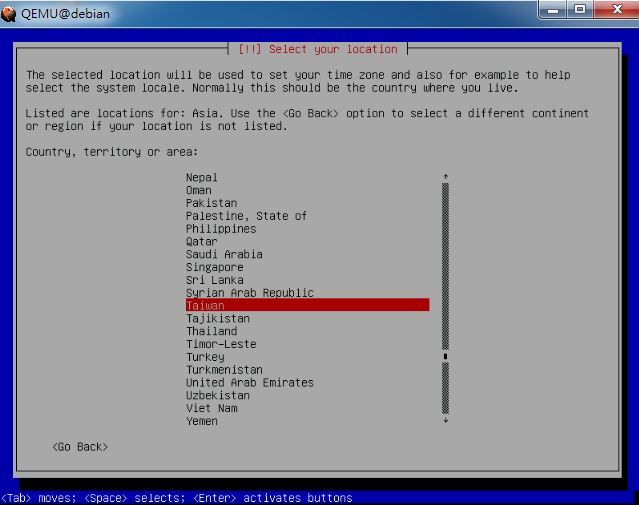 QEMU@debian
[!!] Select your location
The selected location will be used to set your time zone and also for example to help
select the system locale. Normally this should be the country where you live.
Listed are locations for: Asia. Use the <Go Back> option to select a different continent
or region if your location is not listed.
Country, territory or area:
Nepal
Oman
Pakistan
Palestine, State of
Philippines
Qatar
Saudi Arabia
Singapore
Sri Lanka
Syrian Arab Republic
Taiwan
Tajikistan
Thailand
Timor-Leste
Turkey
Turkmenistan
United Arab Emirates
Uzbekistan
Viet Nam
Yemen
<Go Back>
<Tab> moves; <Space> selects; <Enter> activates buttons